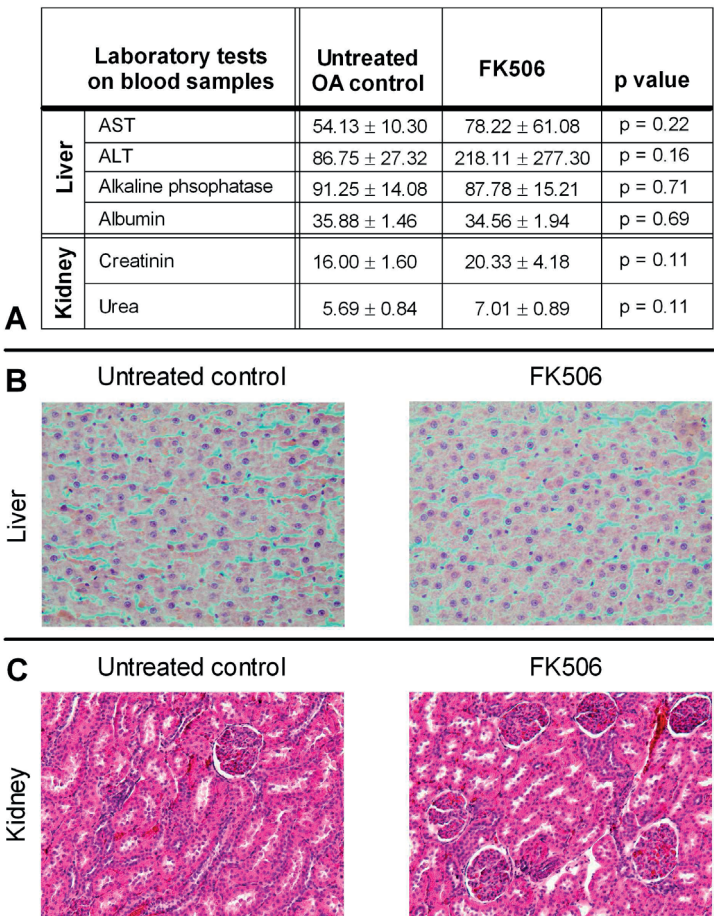 Laboratory tests on blood samples Untreated OA control FK506 p value
Liver
AST 54.13 ± 10.30 78.22 ± 61.08 p = 0.22
ALT 86.75 ± 27.32 218.11 ± 277.30 p = 0.16
Alkaline phsophatase 91.25 ± 14.08 87.78 ± 15.21 p = 0.71
Albumin 35.88 ± 1.46 34.56 ± 1.94 p = 0.69
Kidney
Creatinin 16.00 ± 1.60 20.33 ± 4.18 p = 0.11
Urea 5.69 ± 0.84 7.01 ± 0.89 p = 0.11
A
B Untreated control FK506
Liver
C Untreated control FK506
Kidney